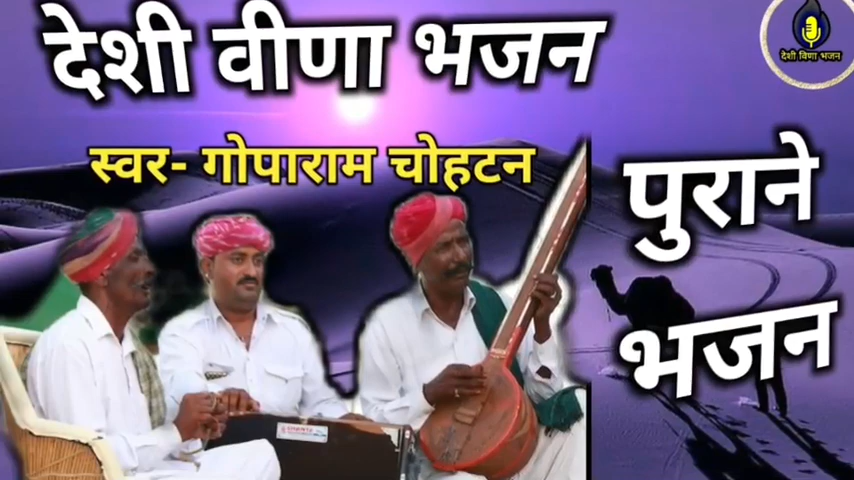 देशी वीणा भजन
देशी विणा भजन
स्वर- गोपाराम चोहटन
पुराने
भजन